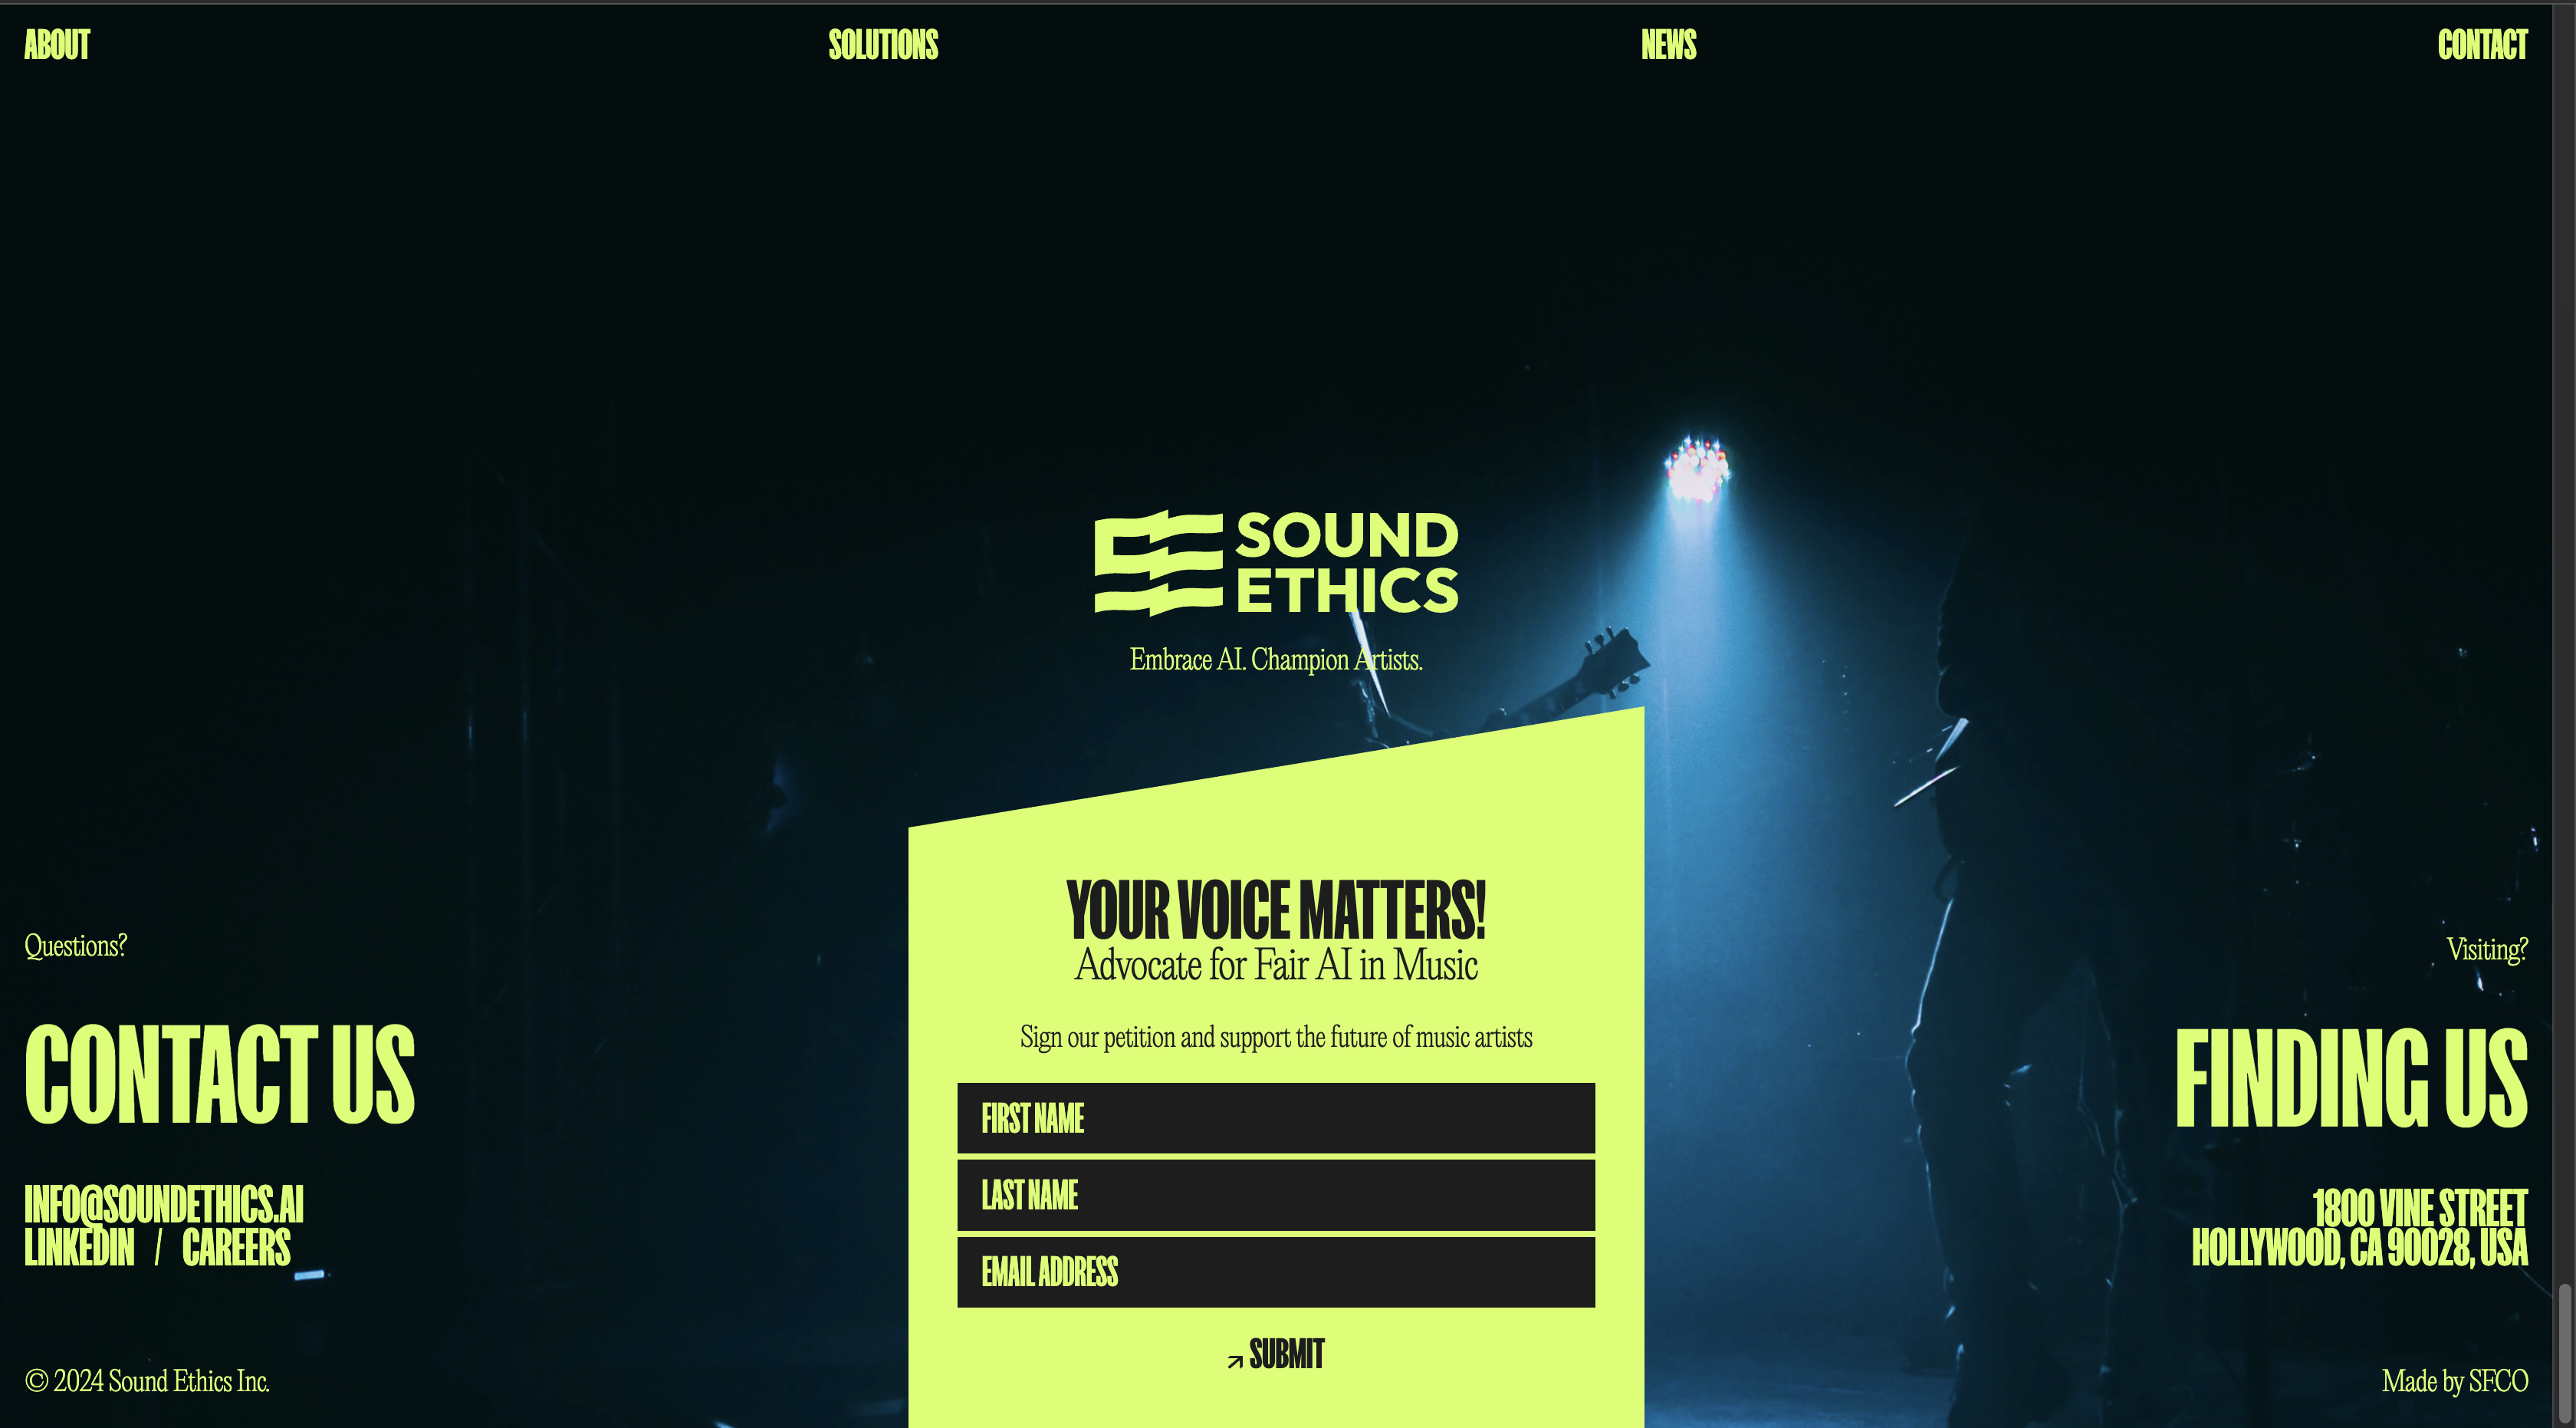 ABOUT
SOLUTIONS
NEWS
CONTACT
SOUND
ETHICS
Embrace AI. Champion Artists.
YOUR VOICE MATTERS!
Advocate for Fair AI in Music
Sign our petition and support the future of music artists
FIRST NAME
LAST NAME
EMAIL ADDRESS
SUBMIT
Questions?
CONTACT US
INFO@SOUNDETHICS.AI
LINKEDIN / CAREERS
© 2024 Sound Ethics Inc.
Visiting?
FINDING US
1800 VINE STREET
HOLLYWOOD, CA 90028, USA
Made by SFCO